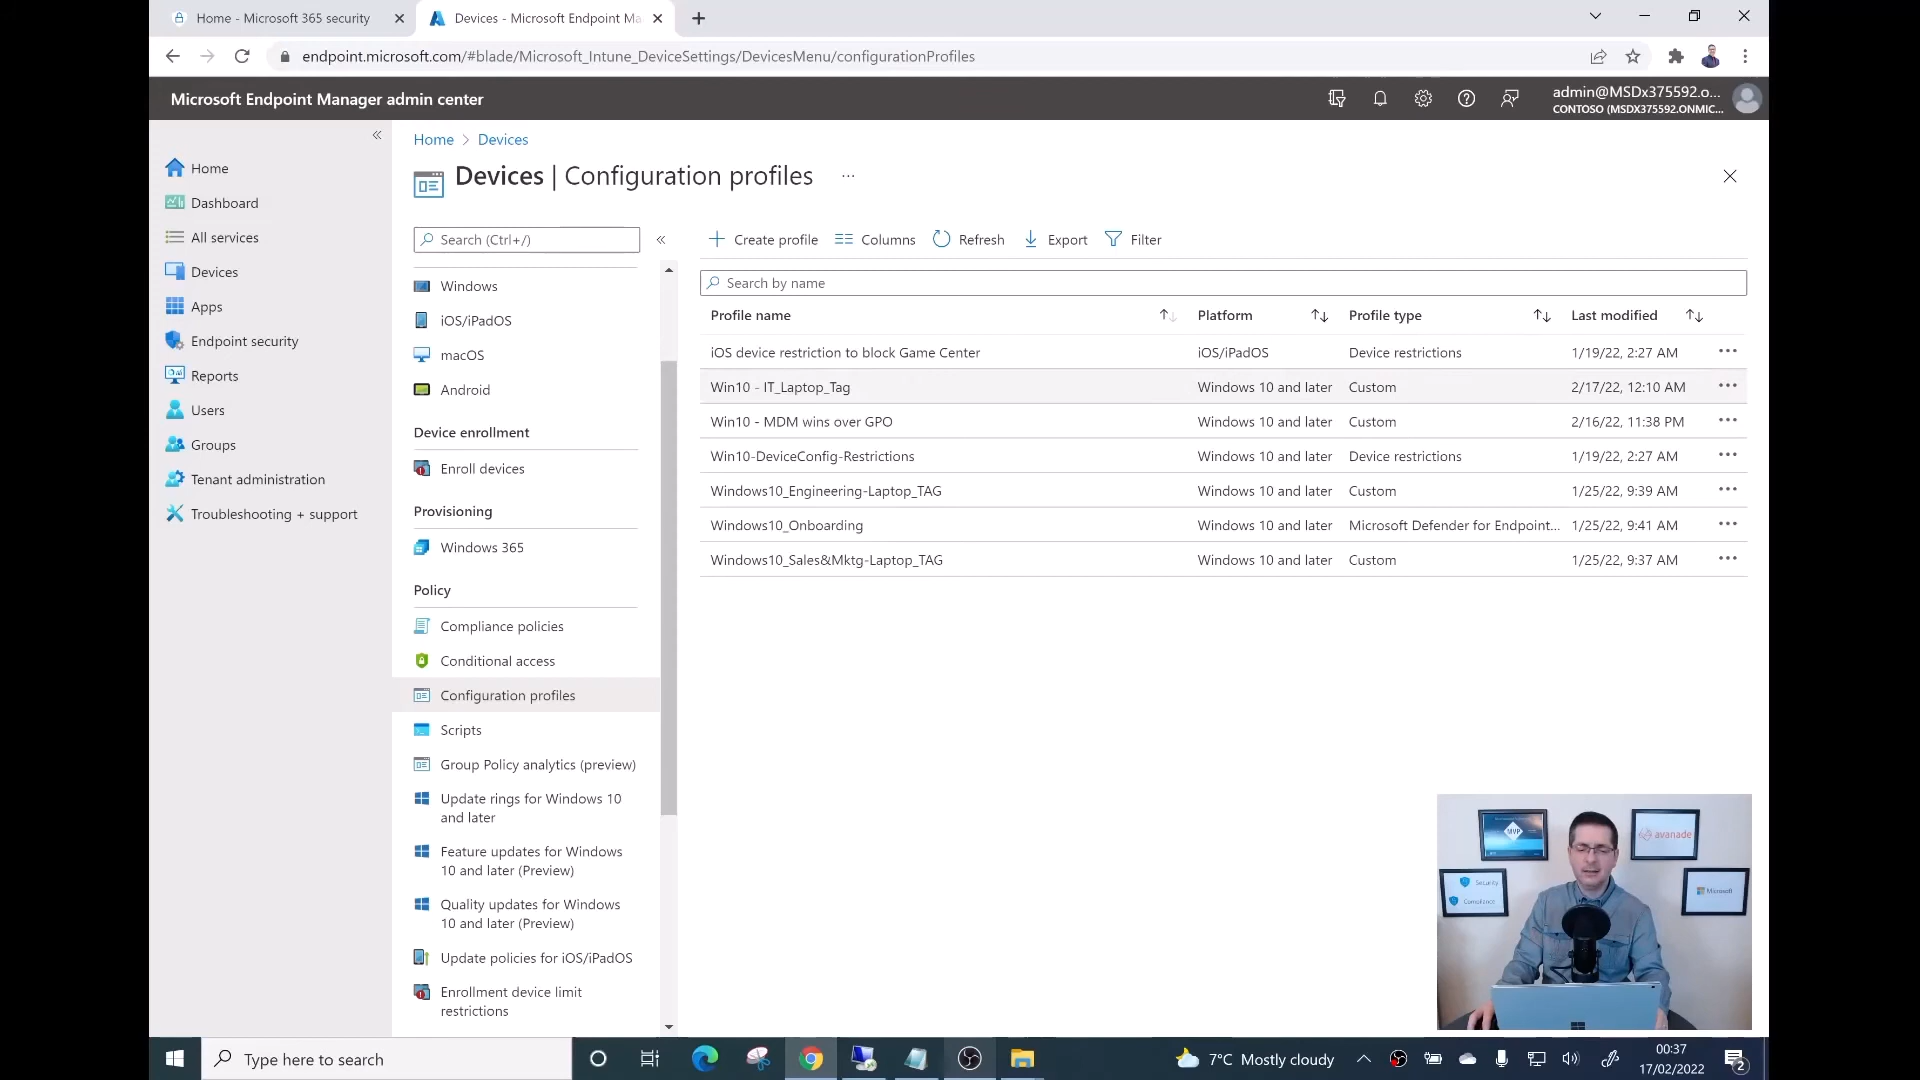 Home - Microsoft 365 security
Devices - Microsoft Endpoint Ma
endpoint.microsoft.com/#blade/Microsoft_Intune_DeviceSettings/DevicesMenu/configurationProfiles
Microsoft Endpoint Manager admin center
admin@MSDx375592.o...
CONTOSO (MSDX375592.ONMIC...
Home
Dashboard
All services
Devices
Apps
Endpoint security
Reports
Users
Groups
Tenant administration
Troubleshooting + support
Home > Devices
Devices | Configuration profiles ...
Search (Ctrl+/)
Windows
iOS/iPadOS
macOS
Android
Device enrollment
Enroll devices
Provisioning
Windows 365
Policy
Compliance policies
Conditional access
Configuration profiles
Scripts
Group Policy analytics (preview)
Update rings for Windows 10
and later
Feature updates for Windows
10 and later (Preview)
Quality updates for Windows
10 and later (Preview)
Update policies for iOS/iPadOS
Enrollment device limit
restrictions
Create profile Columns Refresh Export Filter
Search by name
Profile name Platform Profile type Last modified
iOS device restriction to block Game Center iOS/iPadOS Device restrictions 1/19/22, 2:27 AM
Win10 - IT_Laptop_Tag Windows 10 and later Custom 2/17/22, 12:10 AM
Win10 - MDM wins over GPO Windows 10 and later Custom 2/16/22, 11:38 PM
Win10-DeviceConfig-Restrictions Windows 10 and later Device restrictions 1/19/22, 2:27 AM
Windows10_Engineering-Laptop_TAG Windows 10 and later Custom 1/25/22, 9:39 AM
Windows10_Onboarding Windows 10 and later Microsoft Defender for Endpoint... 1/25/22, 9:41 AM
Windows10_Sales&Mktg-Laptop_TAG Windows 10 and later Custom 1/25/22, 9:37 AM
MVP
avanade
Security
Compliance
Microsoft
Type here to search
7°C Mostly cloudy
00:37
17/02/2022
2